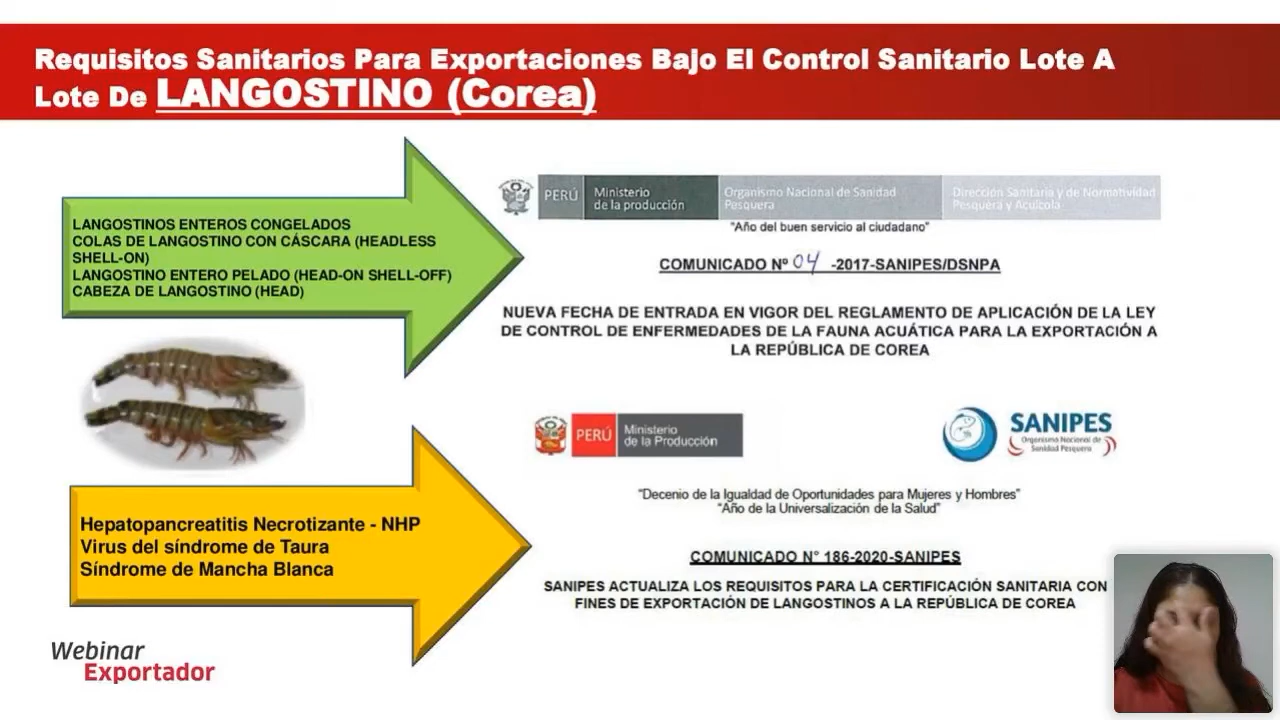 Requisitos Sanitarios Para Exportaciones Bajo El Control Sanitario Lote A
Lote De LANGOSTINO (Corea)
LANGOSTINOS ENTEROS CONGELADOS
COLAS DE LANGOSTINO CON CÁSCARA (HEADLESS
SHELL-ON)
LANGOSTINO ENTERO PELADO (HEAD-ON SHELL-OFF)
CABEZA DE LANGOSTINO (HEAD)
PERÚ
Ministerio
de la producción
Organismo Nacional de Sanidad
Pesquera
Dirección Sanitaria y de Normatividad
Pesquera y Acuícola
"Año del buen servicio al ciudadano"
COMUNICADO Nº 04 -2017-SANIPES/DSNPA
NUEVA FECHA DE ENTRADA EN VIGOR DEL REGLAMENTO DE APLICACIÓN DE LA LEY
DE CONTROL DE ENFERMEDADES DE LA FAUNA ACUÁTICA PARA LA EXPORTACIÓN A
LA REPÚBLICA DE COREA
Hepatopancreatitis Necrotizante - NHP
Virus del síndrome de Taura
Síndrome de Mancha Blanca
PERÚ
Ministerio
de la Producción
SANIPES
Organismo Nacional de
Sanidad Pesquera
"Decenio de la Igualdad de Oportunidades para Mujeres y Hombres"
"Año de la Universalización de la Salud"
COMUNICADO N° 186-2020-SANIPES
SANIPES ACTUALIZA LOS REQUISITOS PARA LA CERTIFICACIÓN SANITARIA CON
FINES DE EXPORTACIÓN DE LANGOSTINOS A LA REPÚBLICA DE COREA
Webinar
Exportador